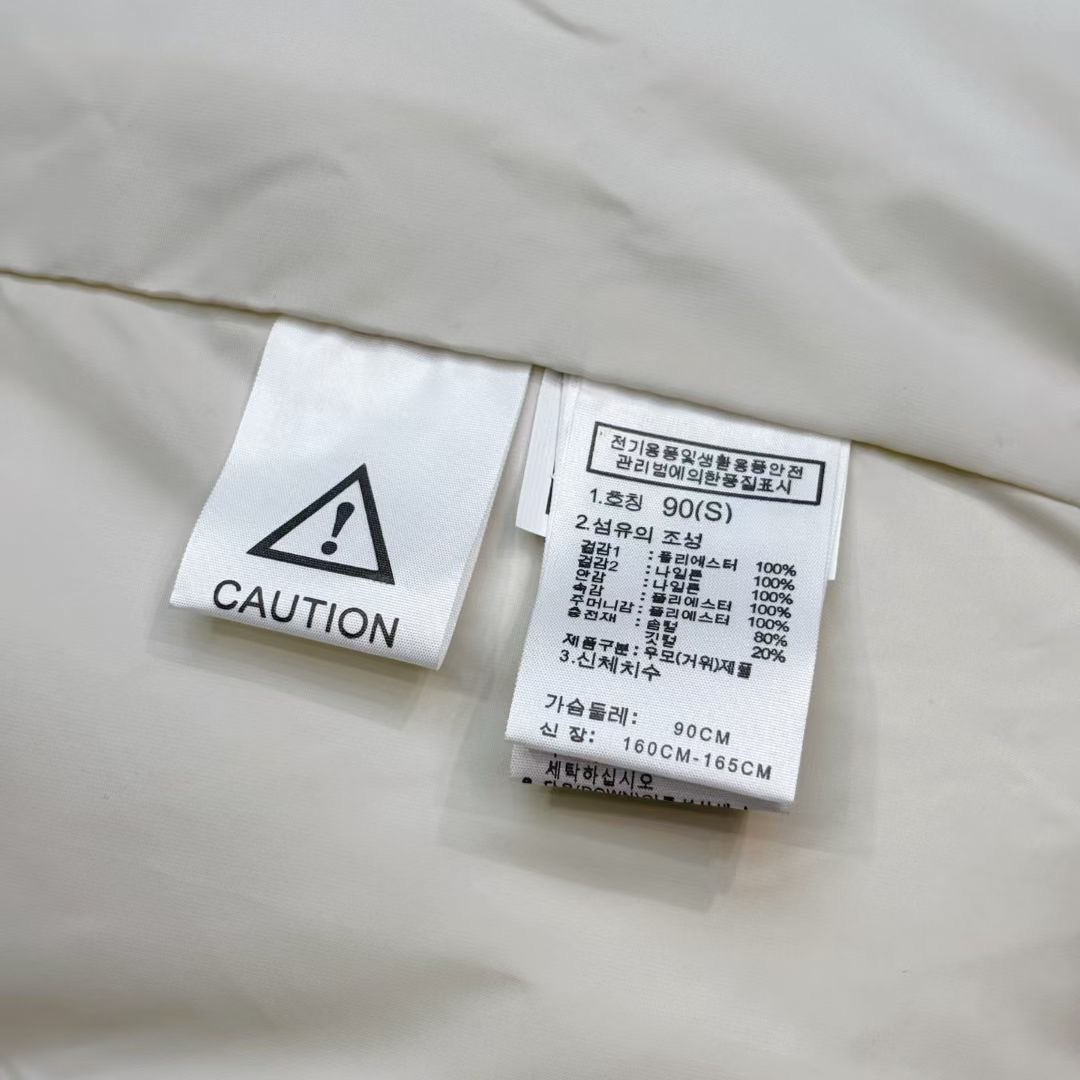 CAUTION
전기용품및생활용품안전
관리법에의한품질표시
1.호칭 90(S)
2.섬유의 조성
겉감1 : 폴리에스터 100%
겉감2 : 나일론 100%
안감 : 나일론 100%
속감 : 폴리에스터 100%
주머니감 : 폴리에스터 100%
충전재 : 솜털 80%
깃털 20%
제품구분 : 우모(거위)제품
3.신체치수
가슴둘레: 90CM
신 장: 160CM-165CM
세탁하십시오